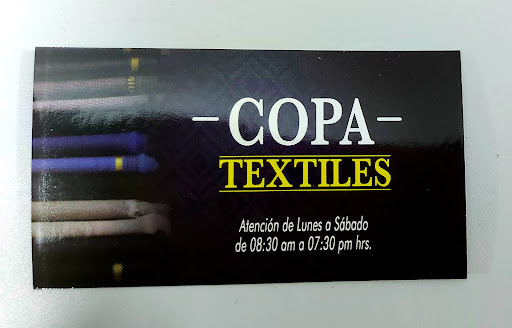 - COPA -
TEXTILES
Atención de Lunes a Sábado
de 08:30 am a 07:30 pm hrs.